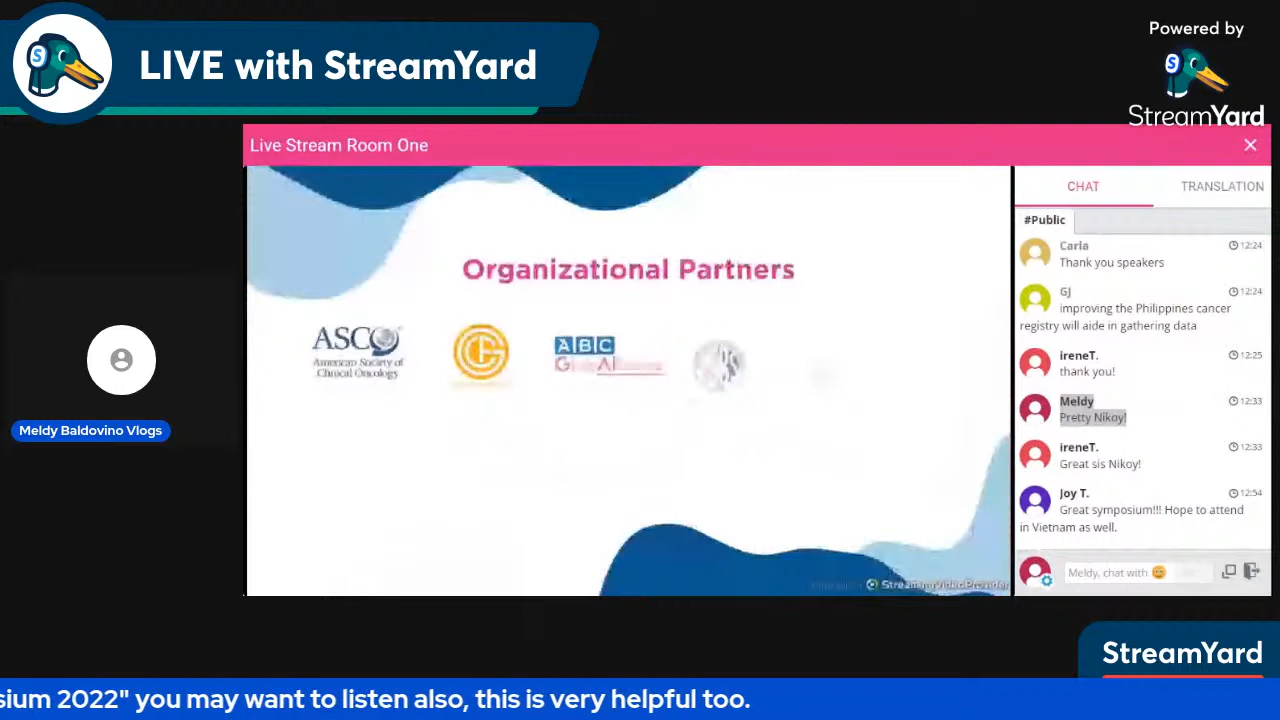 LIVE with StreamYard
Powered by
StreamYard
Live Stream Room One
Organizational Partners
ASCO
American Society of
Clinical Oncology
ABC
Global Alliance
Meldy Baldovino Vlogs
CHAT
TRANSLATION
#Public
Carla
12:24
Thank you speakers
GJ
12:24
improving the Philippines cancer
registry will aide in gathering data
ireneT.
12:25
thank you!
Meldy
12:33
Pretty Nikoy!
ireneT.
12:33
Great sis Nikoy!
Joy T.
12:54
Great symposium!!! Hope to attend
in Vietnam as well.
Meldy, chat with
StreamingVideoProvider
StreamYard
sium 2022" you may want to listen also, this is very helpful too.